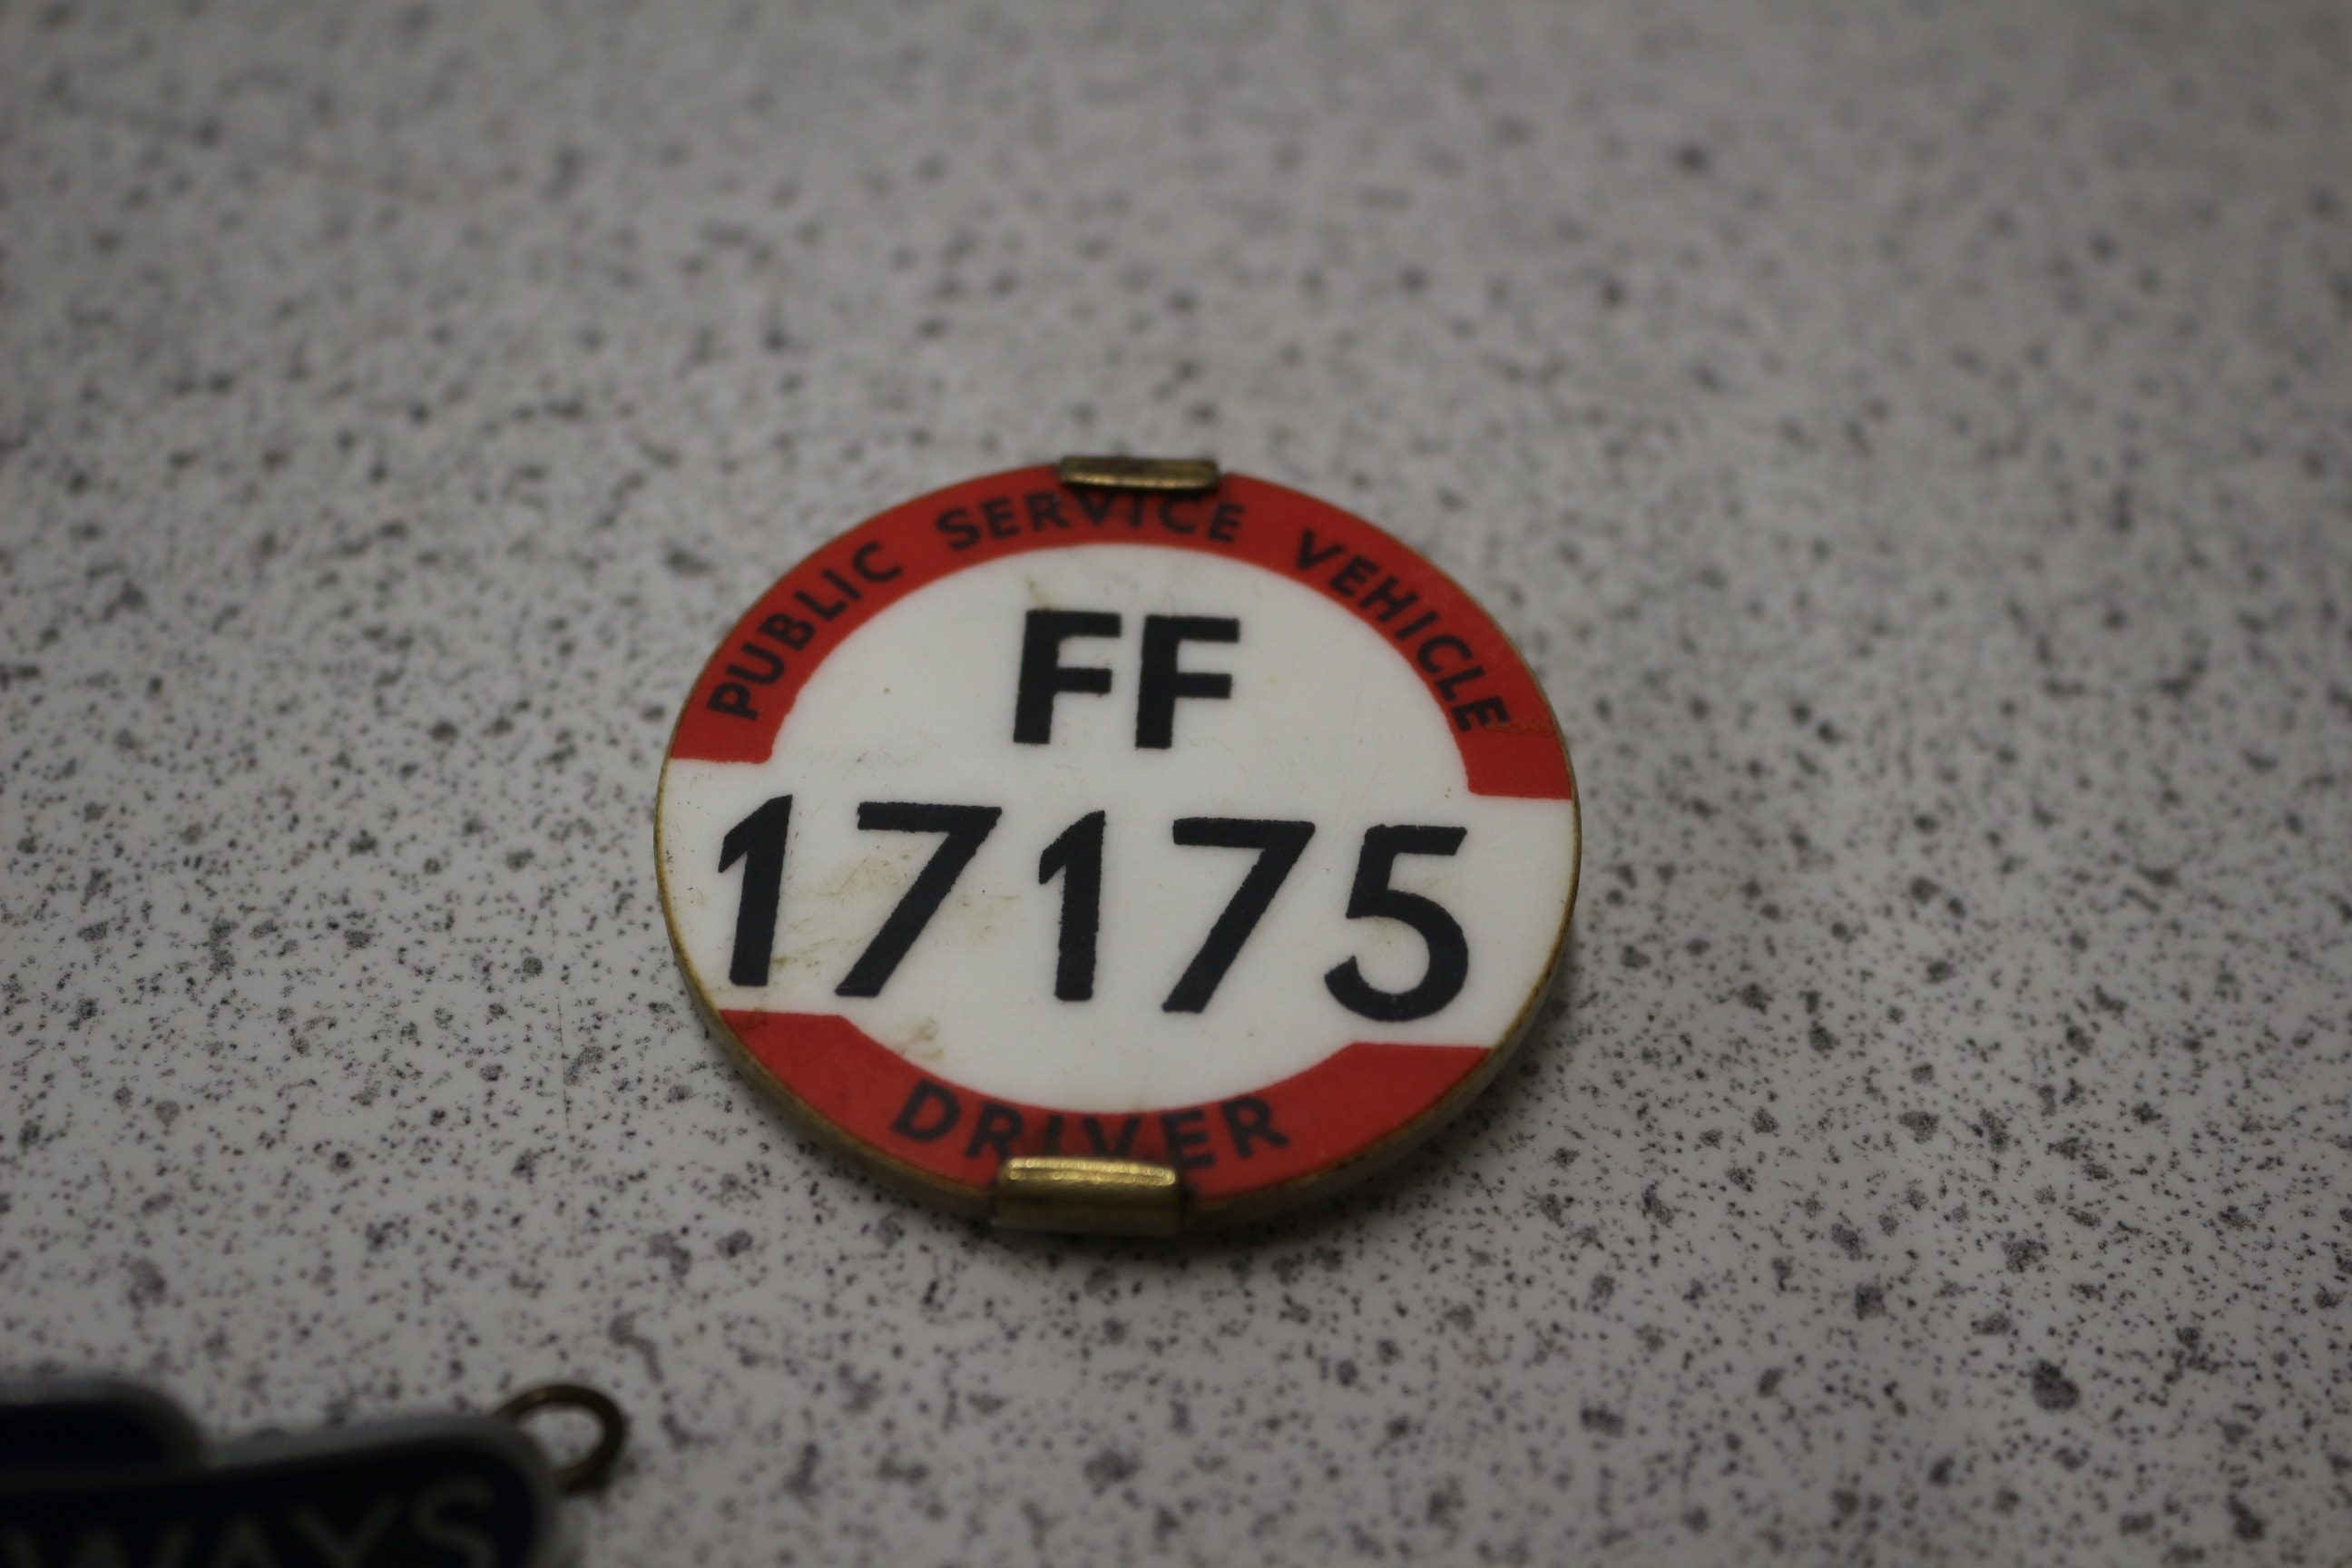 PUBLIC SERVICE VEHICLE
FF
17175
DRIVER
WAYS